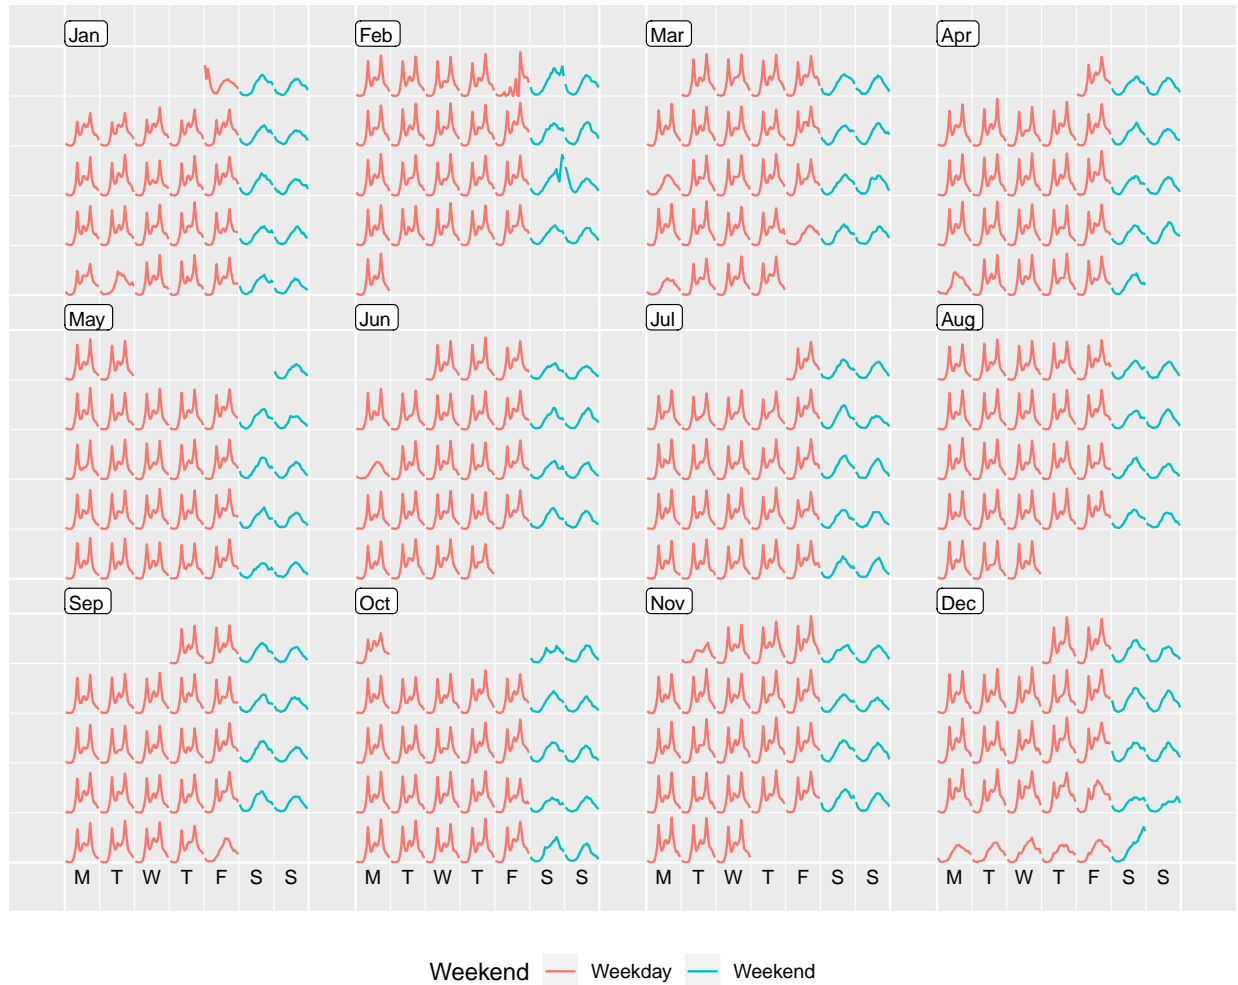 Jan Feb Mar Apr
May Jun Jul Aug
Sep Oct Nov Dec
M T W T F S S M T W T F S S M T W T F S S M T W T F S S
Weekend Weekday Weekend